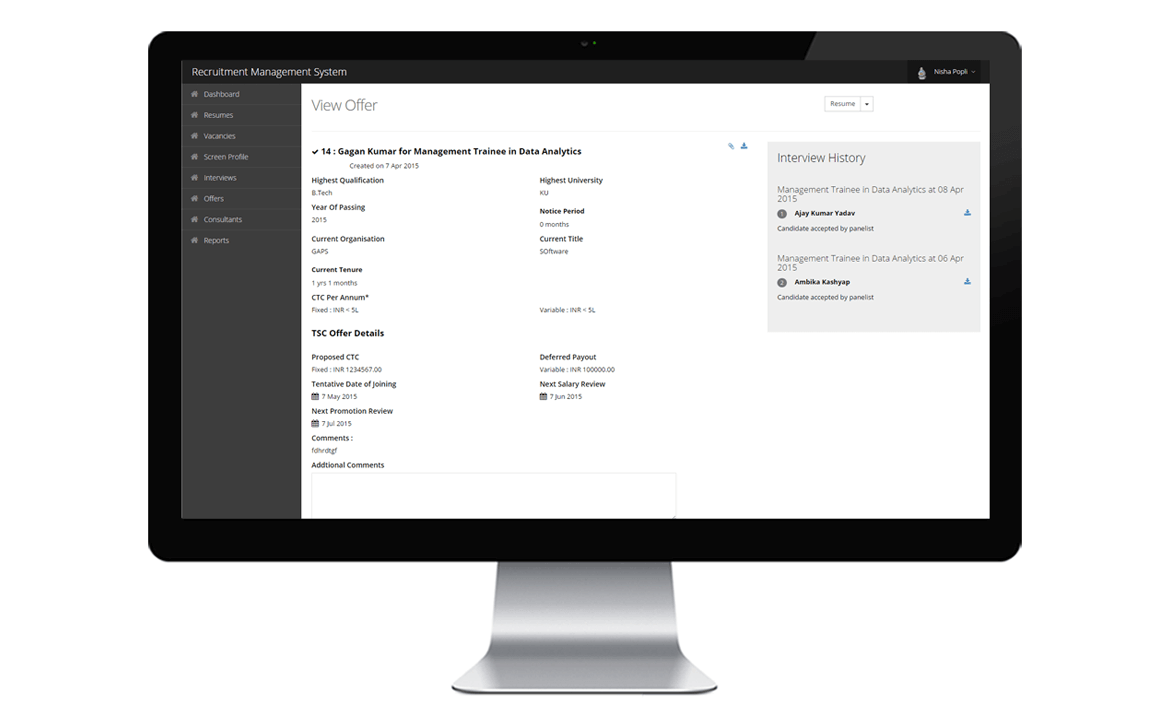 Recruitment Management System
Nisha Popli
Dashboard
Resumes
Vacancies
Screen Profile
Interviews
Offers
Consultants
Reports
View Offer
Resume
14 : Gagan Kumar for Management Trainee in Data Analytics
Created on 7 Apr 2015
Highest Qualification
B.Tech
Highest University
KU
Year Of Passing
2015
Notice Period
0 months
Current Organisation
GAPS
Current Title
SOftware
Current Tenure
1 yrs 1 months
CTC Per Annum*
Fixed : INR < 5L
Variable : INR < 5L
TSC Offer Details
Proposed CTC
Fixed : INR 1234567.00
Deferred Payout
Variable : INR 100000.00
Tentative Date of Joining
7 May 2015
Next Salary Review
7 Jun 2015
Next Promotion Review
7 Jul 2015
Comments :
fdhrdtgf
Addtional Comments
Interview History
Management Trainee in Data Analytics at 08 Apr
2015
1 Ajay Kumar Yadav
Candidate accepted by panelist
Management Trainee in Data Analytics at 06 Apr
2015
2 Ambika Kashyap
Candidate accepted by panelist